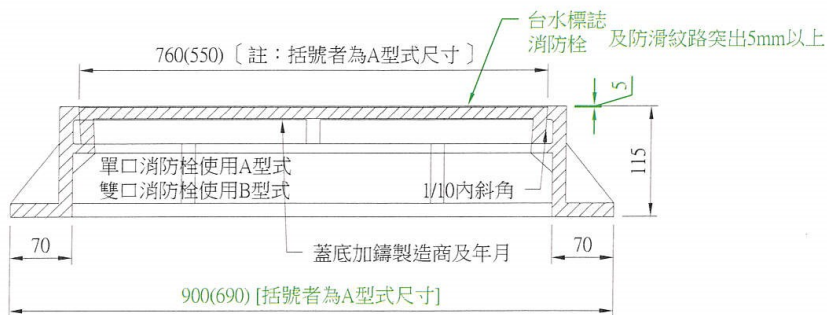 台水標誌
消防栓 及防滑紋路突出5mm以上
760(550)〔註：括號者為A型式尺寸〕
5
115
單口消防栓使用A型式
雙口消防栓使用B型式
1/10內斜角
70
蓋底加鑄製造商及年月
70
900(690) [括號者為A型式尺寸]